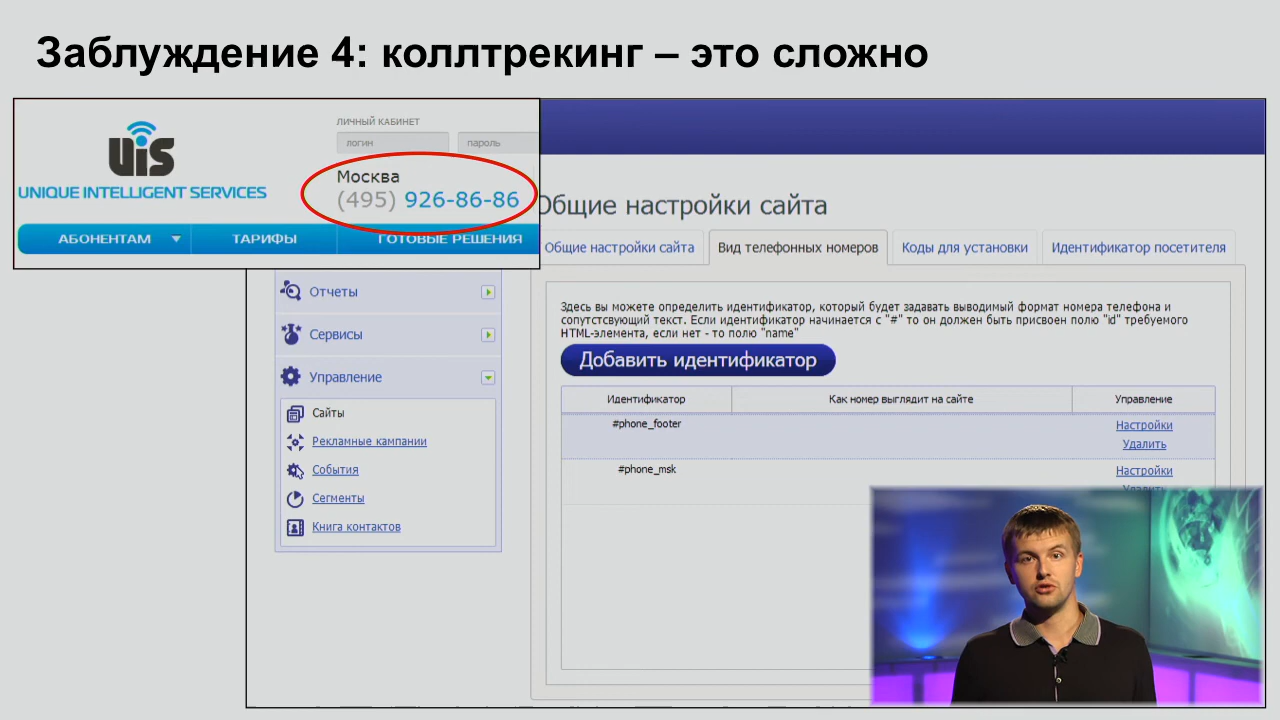 Заблуждение 4: коллтрекинг – это сложно
UiS
UNIQUE INTELLIGENT SERVICES
ЛИЧНЫЙ КАБИНЕТ
логин
пароль
Москва
(495) 926-86-86
АБОНЕНТАМ
ТАРИФЫ
ГОТОВЫЕ РЕШЕНИЯ
Общие настройки сайта
Общие настройки сайта
Вид телефонных номеров
Коды для установки
Идентификатор посетителя
Отчеты
Сервисы
Управление
Сайты
Рекламные кампании
События
Сегменты
Книга контактов
Здесь вы можете определить идентификатор, который будет задавать выводимый формат номера телефона и
сопутсвующий текст. Если идентификатор начинается с "#" то он должен быть присвоен полю "id" требуемого
HTML-элемента, если нет - то полю "name"
Добавить идентификатор
Идентификатор
Как номер выглядит на сайте
Управление
#phone_footer
Настройки
Удалить
#phone_msk
Настройки
Удалить